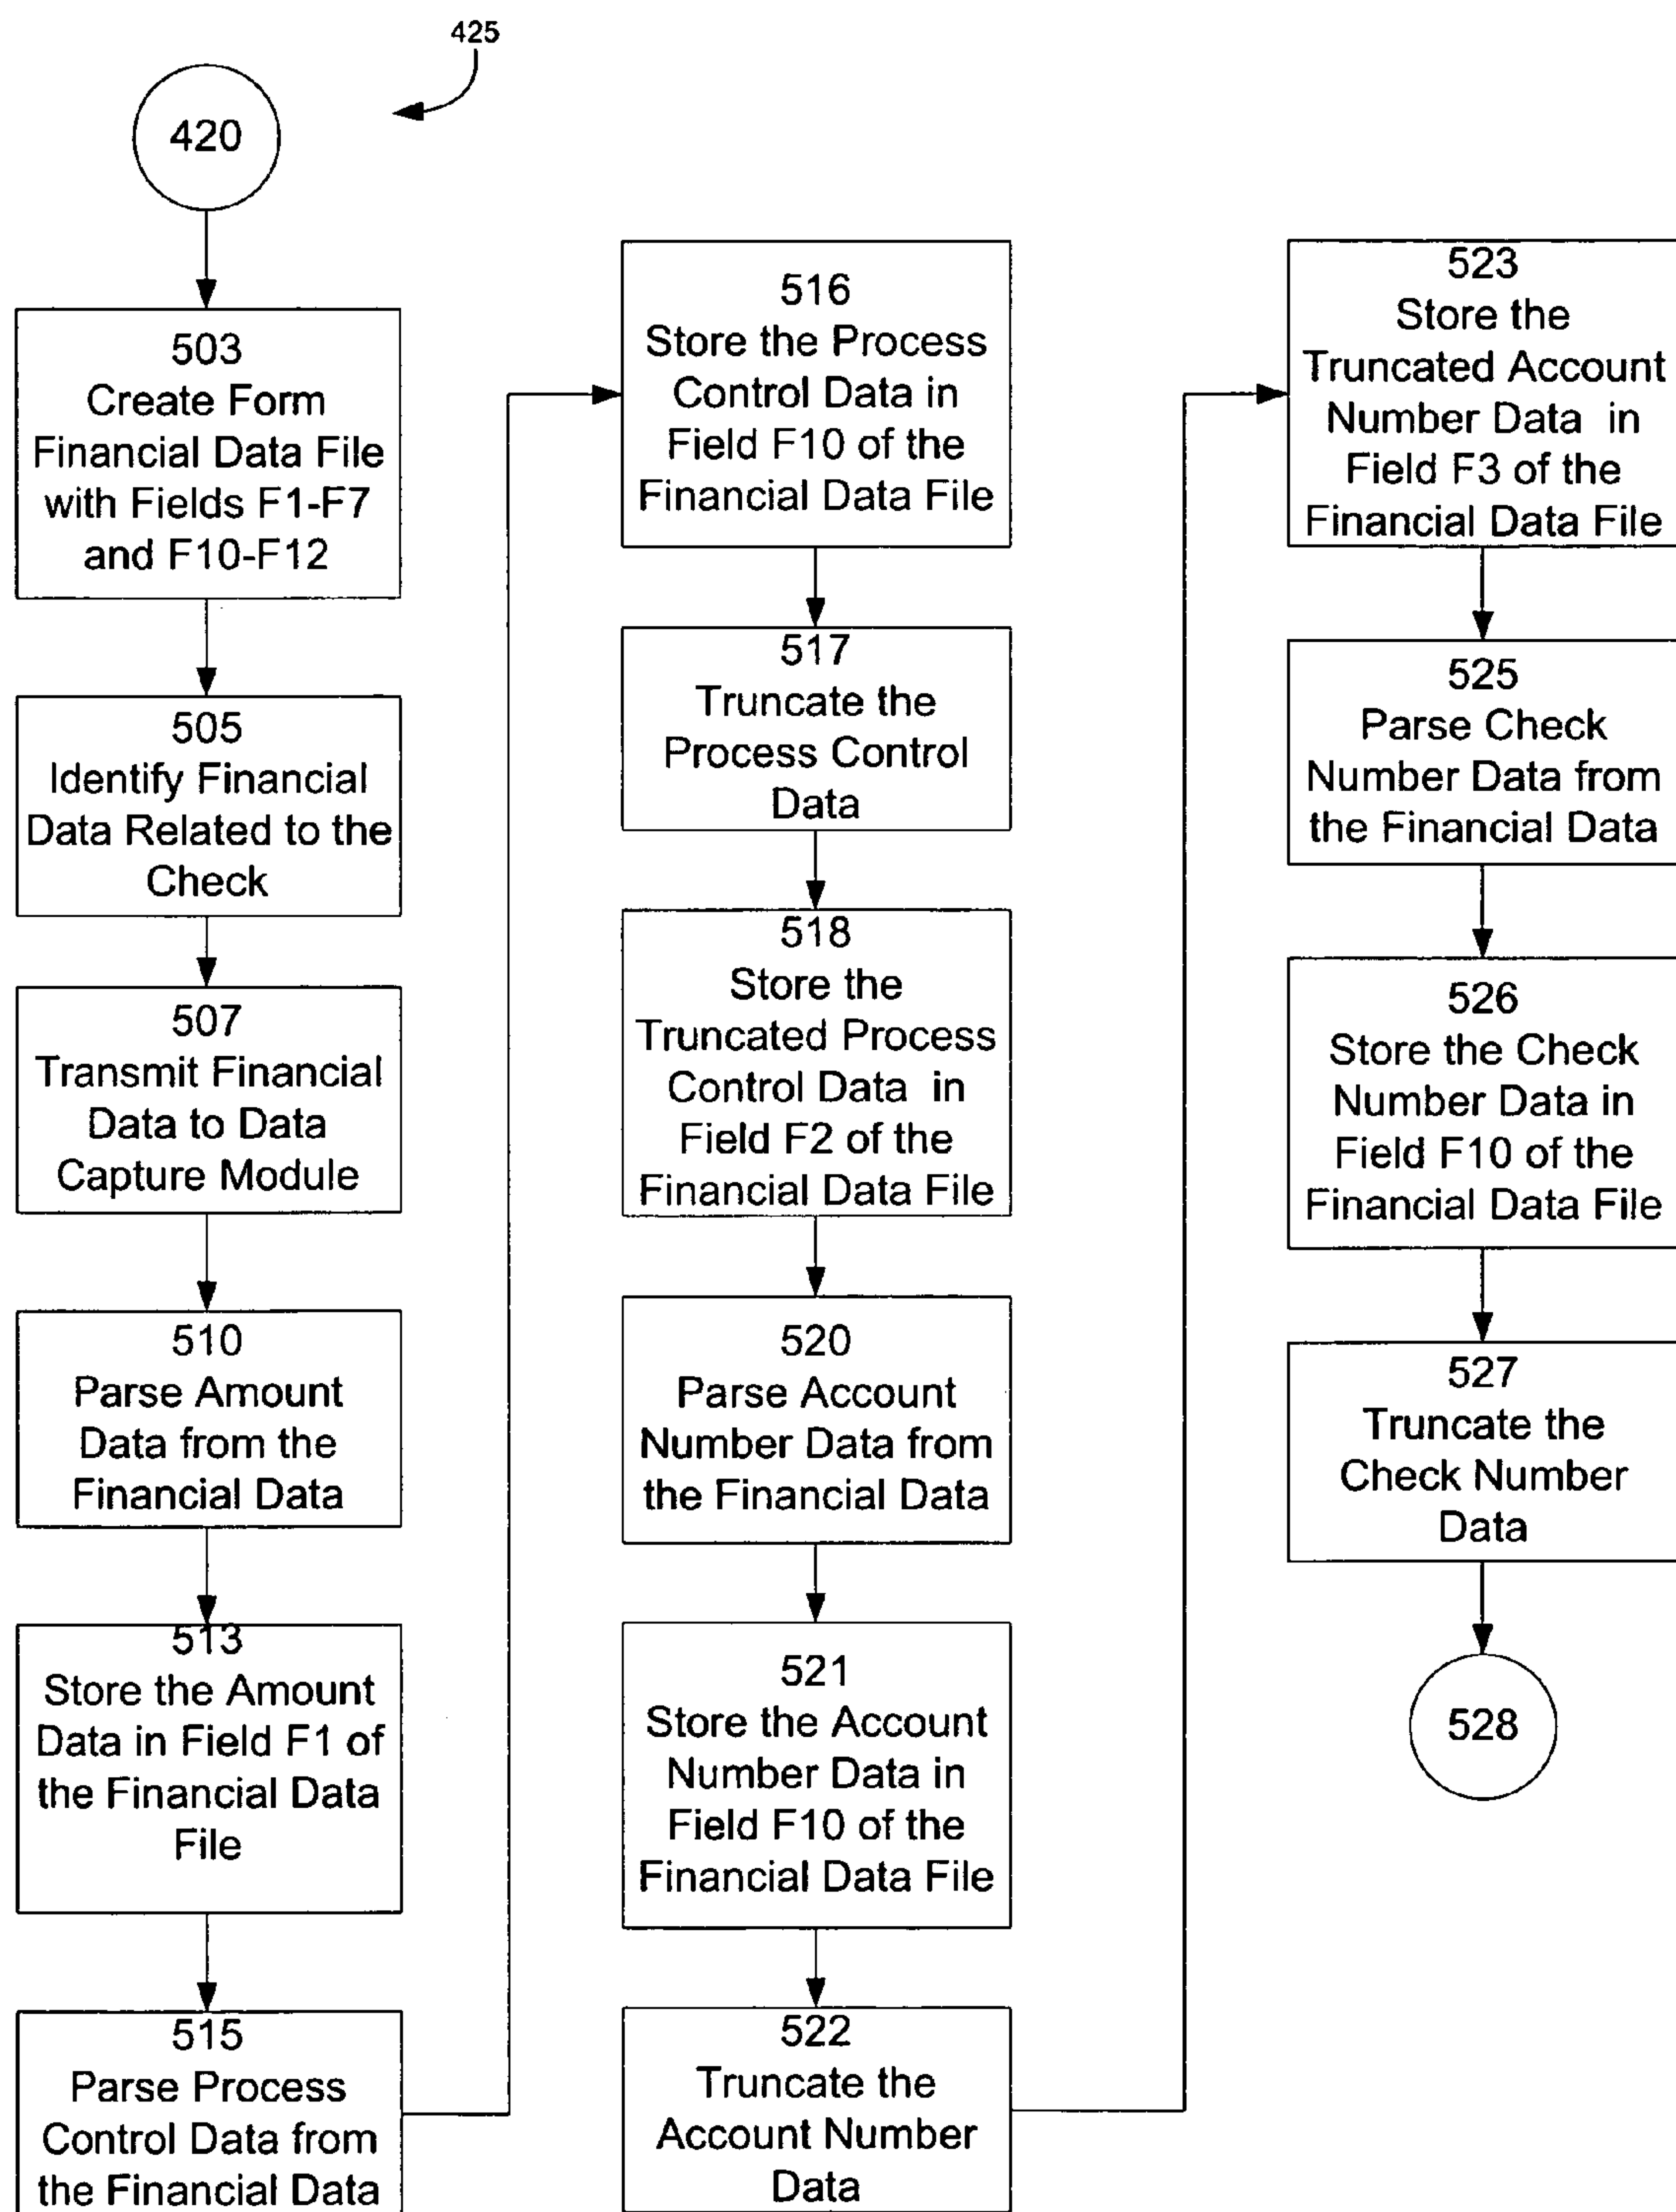 425
420
503
Create Form
Financial Data File
with Fields F1-F7
and F10-F12
505
Identify Financial
Data Related to the
Check
507
Transmit Financial
Data to Data
Capture Module
510
Parse Amount
Data from the
Financial Data
513
Store the Amount
Data in Field F1 of
the Financial Data
File
515
Parse Process
Control Data from
the Financial Data
516
Store the Process
Control Data in
Field F10 of the
Financial Data File
517
Truncate the
Process Control
Data
518
Store the
Truncated Process
Control Data in
Field F2 of the
Financial Data File
520
Parse Account
Number Data from
the Financial Data
521
Store the Account
Number Data in
Field F10 of the
Financial Data File
522
Truncate the
Account Number
Data
523
Store the
Truncated Account
Number Data in
Field F3 of the
Financial Data File
525
Parse Check
Number Data from
the Financial Data
526
Store the Check
Number Data in
Field F10 of the
Financial Data File
527
Truncate the
Check Number
Data
528